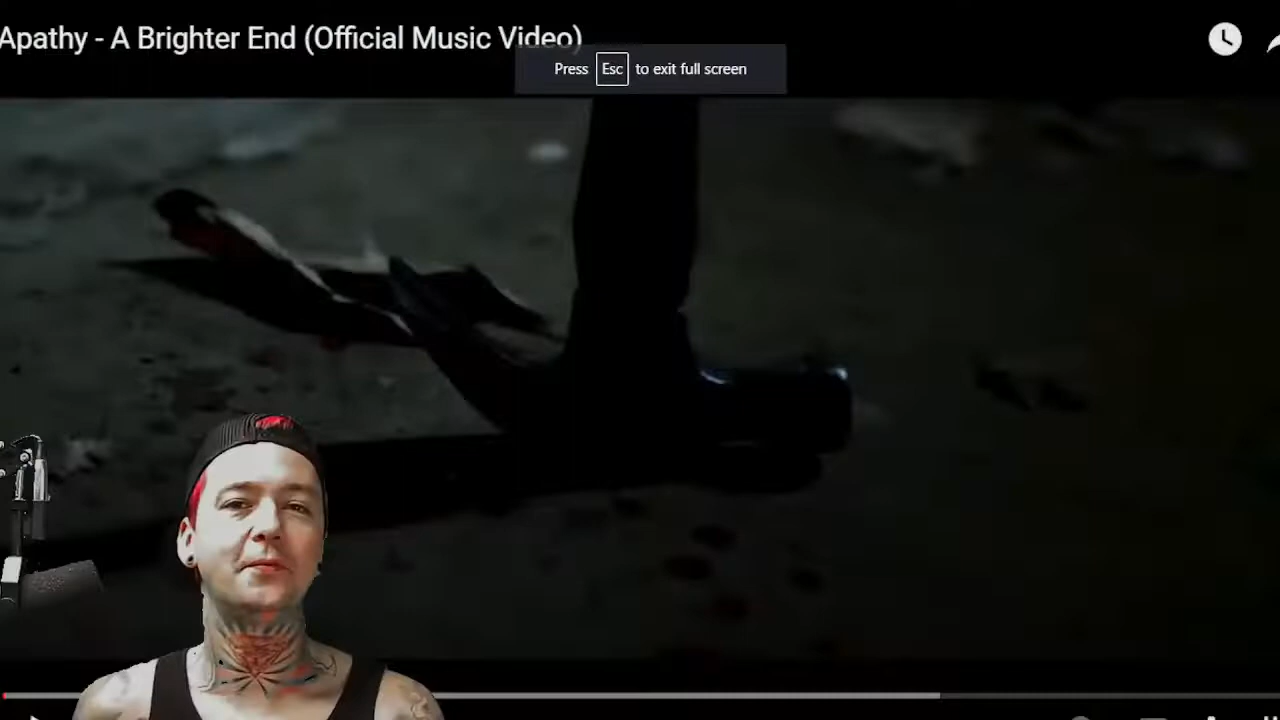 Apathy - A Brighter End (Official Music Video)
Press Esc to exit full screen